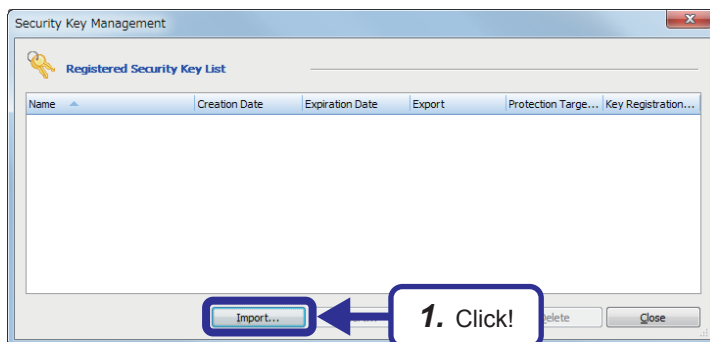 Security Key Management
Registered Security Key List
Name Creation Date Expiration Date Export Protection Targe... Key Registration...
Import... 1. Click! Close